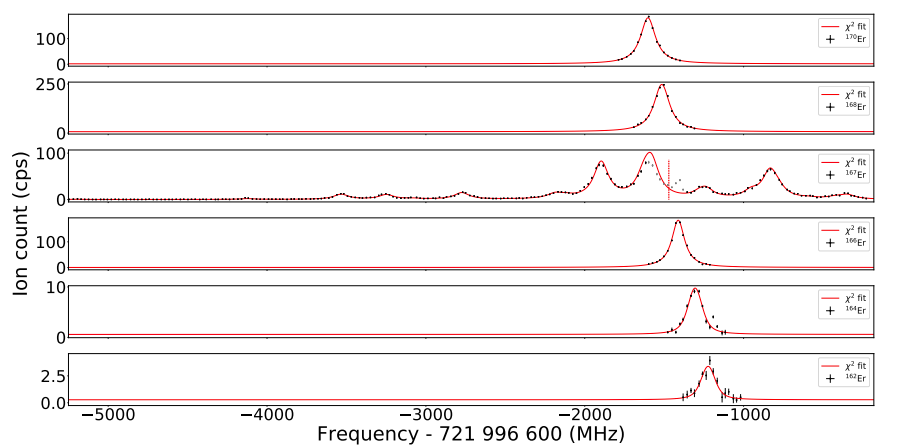 100
0
χ² fit
¹⁷⁰Er
250
0
χ² fit
¹⁶⁸Er
100
0
χ² fit
¹⁶⁷Er
100
0
χ² fit
¹⁶⁶Er
10
0
χ² fit
¹⁶⁴Er
2.5
0.0
χ² fit
¹⁶²Er
Ion count (cps)
−5000 −4000 −3000 −2000 −1000
Frequency - 721 996 600 (MHz)